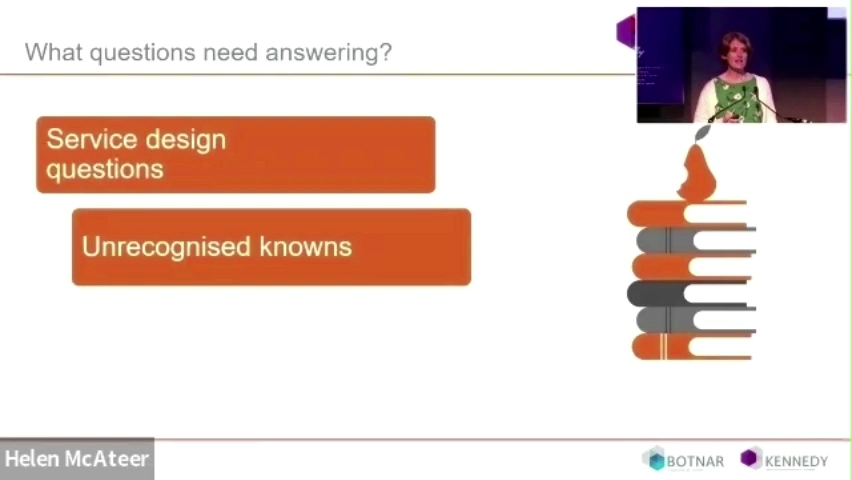 What questions need answering?
Service design
questions
Unrecognised knowns
Helen McAteer
BOTNAR
KENNEDY